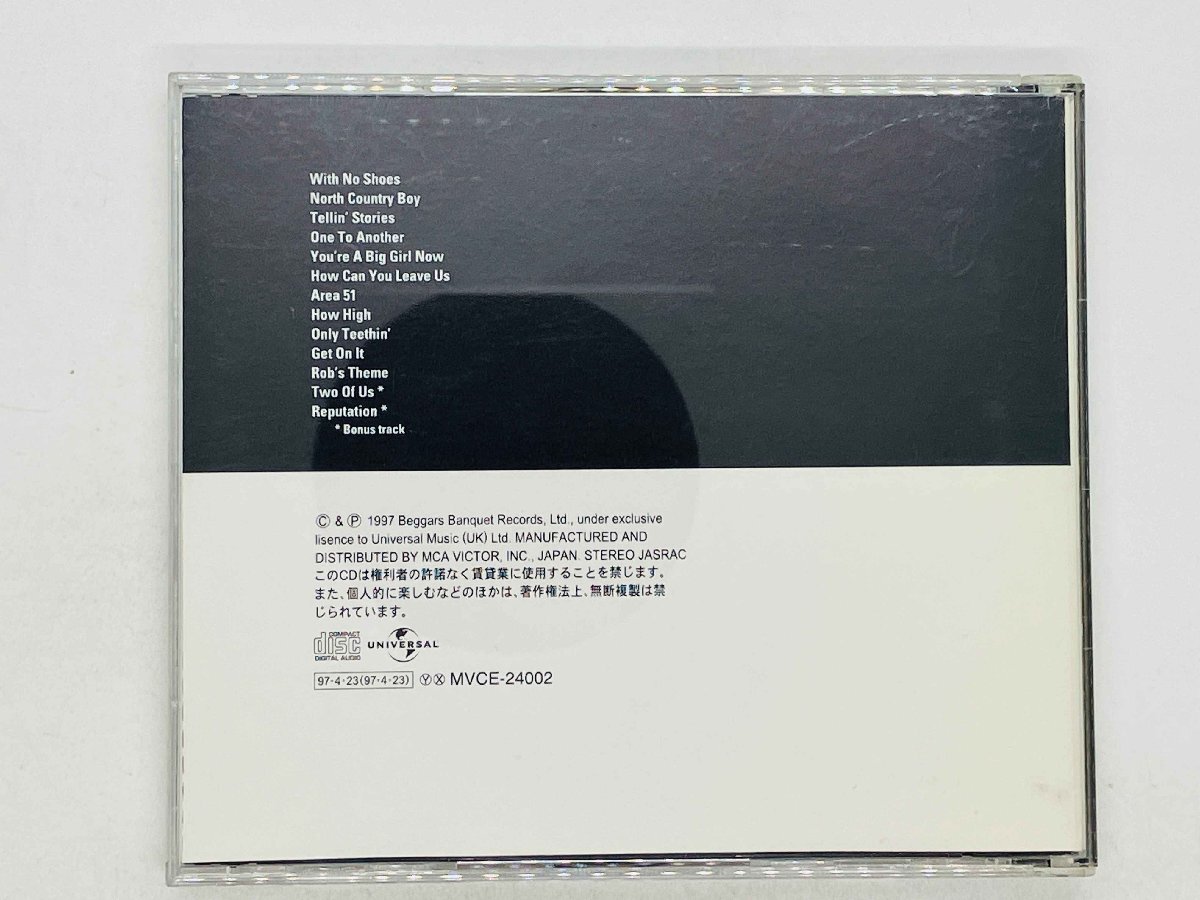 With No Shoes
North Country Boy
Tellin' Stories
One To Another
You're A Big Girl Now
How Can You Leave Us
Area 51
How High
Only Teethin'
Get On It
Rob's Theme
Two Of Us *
Reputation *
* Bonus track
Ⓒ & Ⓟ 1997 Beggars Banquet Records, Ltd., under exclusive
lisence to Universal Music (UK) Ltd. MANUFACTURED AND
DISTRIBUTED BY MCA VICTOR, INC., JAPAN. STEREO JASRAC
このCDは権利者の許諾なく賃貸業に使用することを禁じます。
また、個人的に楽しむなどのほかは、著作権法上、無断複製は禁
じられています。
COMPACT disc DIGITAL AUDIO UNIVERSAL
97・4・23(97・4・23) ⓎⓍ MVCE-24002